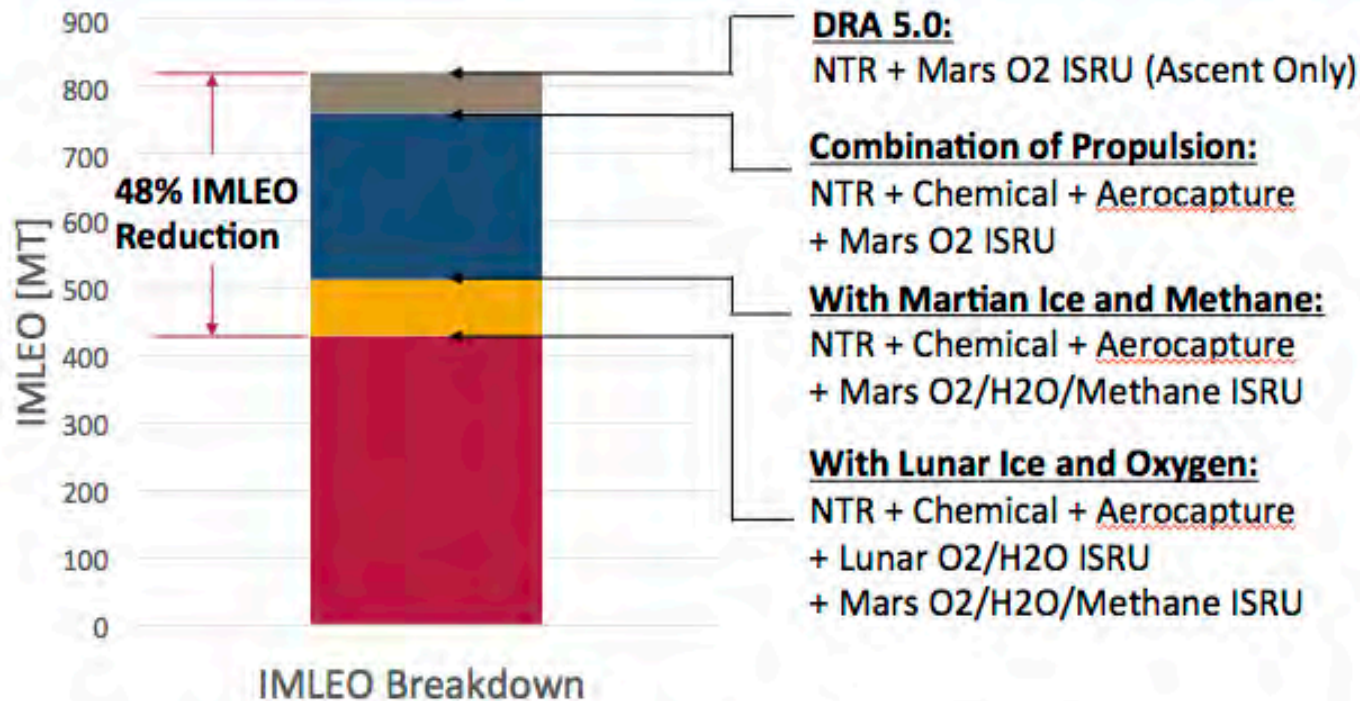 900
800
700
600
500
400
300
200
100
0
IMLEO [MT]
48% IMLEO
Reduction
IMLEO Breakdown
DRA 5.0:
NTR + Mars O2 ISRU (Ascent Only)
Combination of Propulsion:
NTR + Chemical + Aerocapture
+ Mars O2 ISRU
With Martian Ice and Methane:
NTR + Chemical + Aerocapture
+ Mars O2/H2O/Methane ISRU
With Lunar Ice and Oxygen:
NTR + Chemical + Aerocapture
+ Lunar O2/H2O ISRU
+ Mars O2/H2O/Methane ISRU